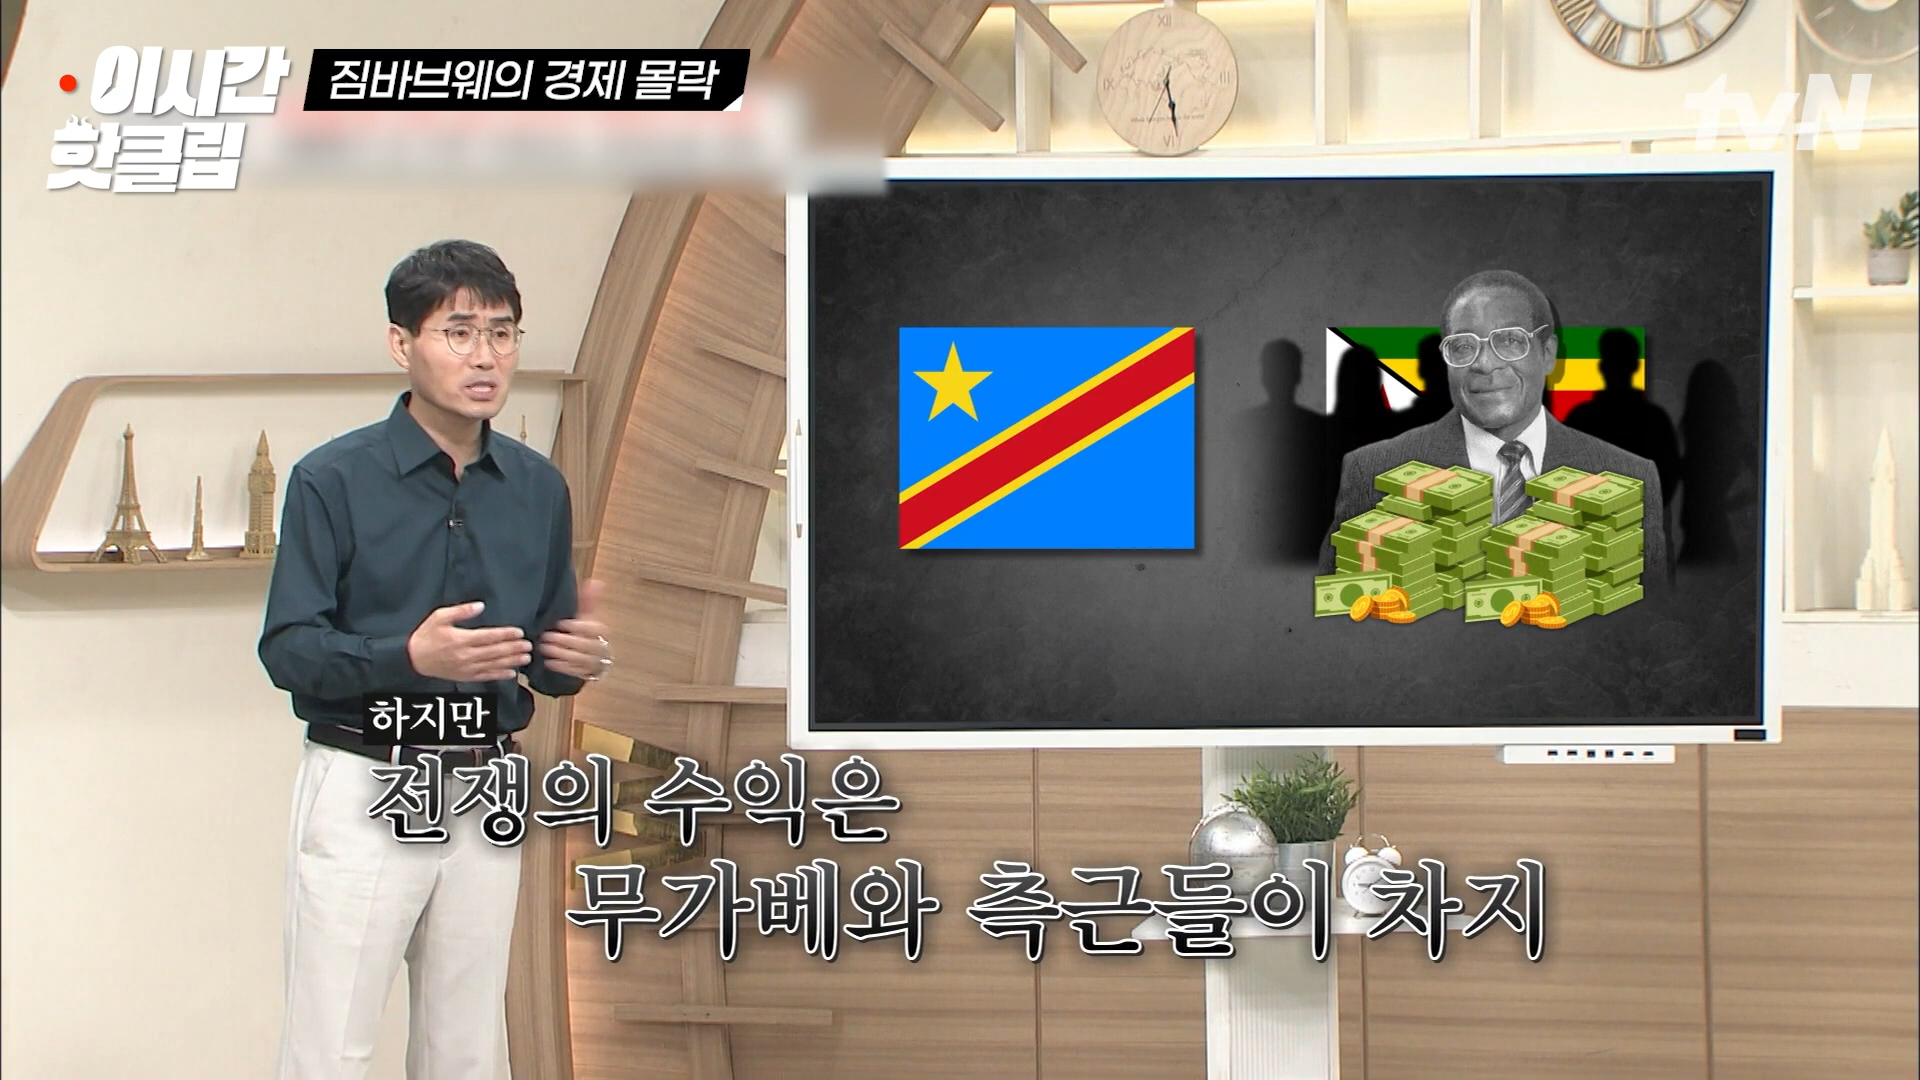 이시간
핫클립
짐바브웨의 경제 몰락
tvN
하지만
전쟁의 수익은
무가베와 측근들이 차지